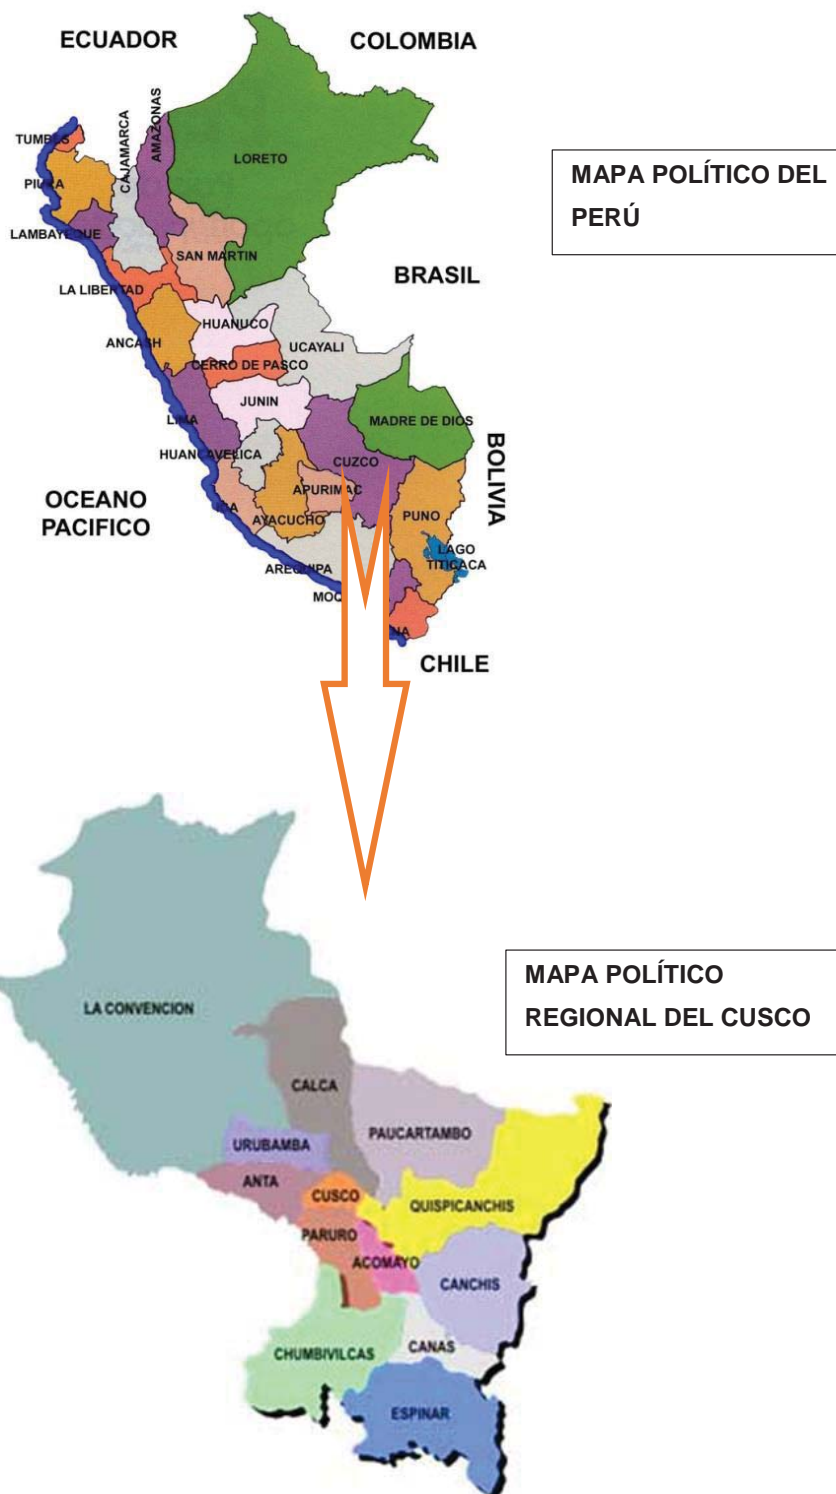 ECUADOR
COLOMBIA
TUMBES
CAJAMARCA
AMAZONAS
LORETO
PIURA
LAMBAYEQUE
SAN MARTIN
MAPA POLÍTICO DEL
PERÚ
LA LIBERTAD
BRASIL
HUANUCO
ANCASH
UCAYALI
CERRO DE PASCO
JUNIN
LIMA
MADRE DE DIOS
HUANCAVELICA
CUZCO
BOLIVIA
OCEANO
PACIFICO
APURIMAC
AYACUCHO
PUNO
LAGO
TITICACA
AREQUIPA
MOQ
NA
CHILE
LA CONVENCION
MAPA POLÍTICO
REGIONAL DEL CUSCO
CALCA
PAUCARTAMBO
URUBAMBA
ANTA
CUSCO
QUISPICANCHIS
PARURO
ACOMAYO
CANCHIS
CHUMBIVILCAS
CANAS
ESPINAR